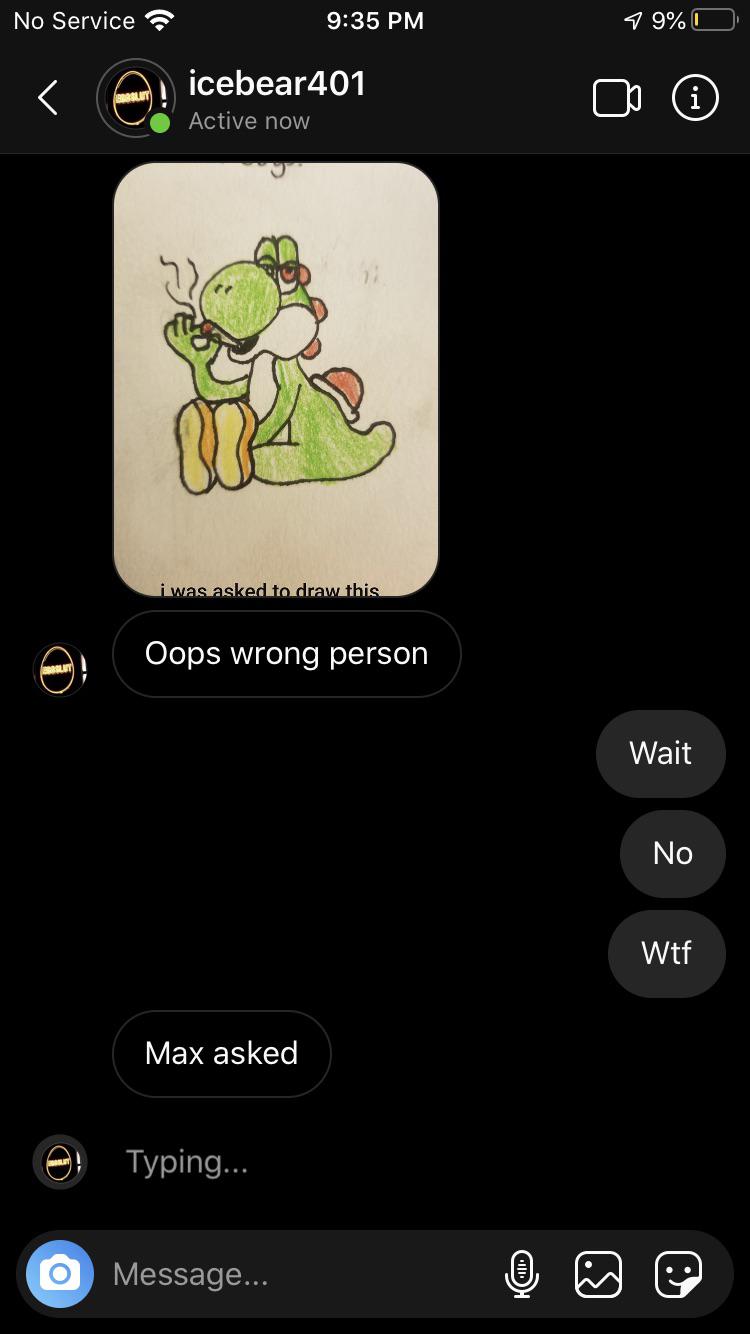 No Service 9:35 PM 9%
icebear401
Active now
hi
i was asked to draw this
Oops wrong person
Wait
No
Wtf
Max asked
Typing...
Message...